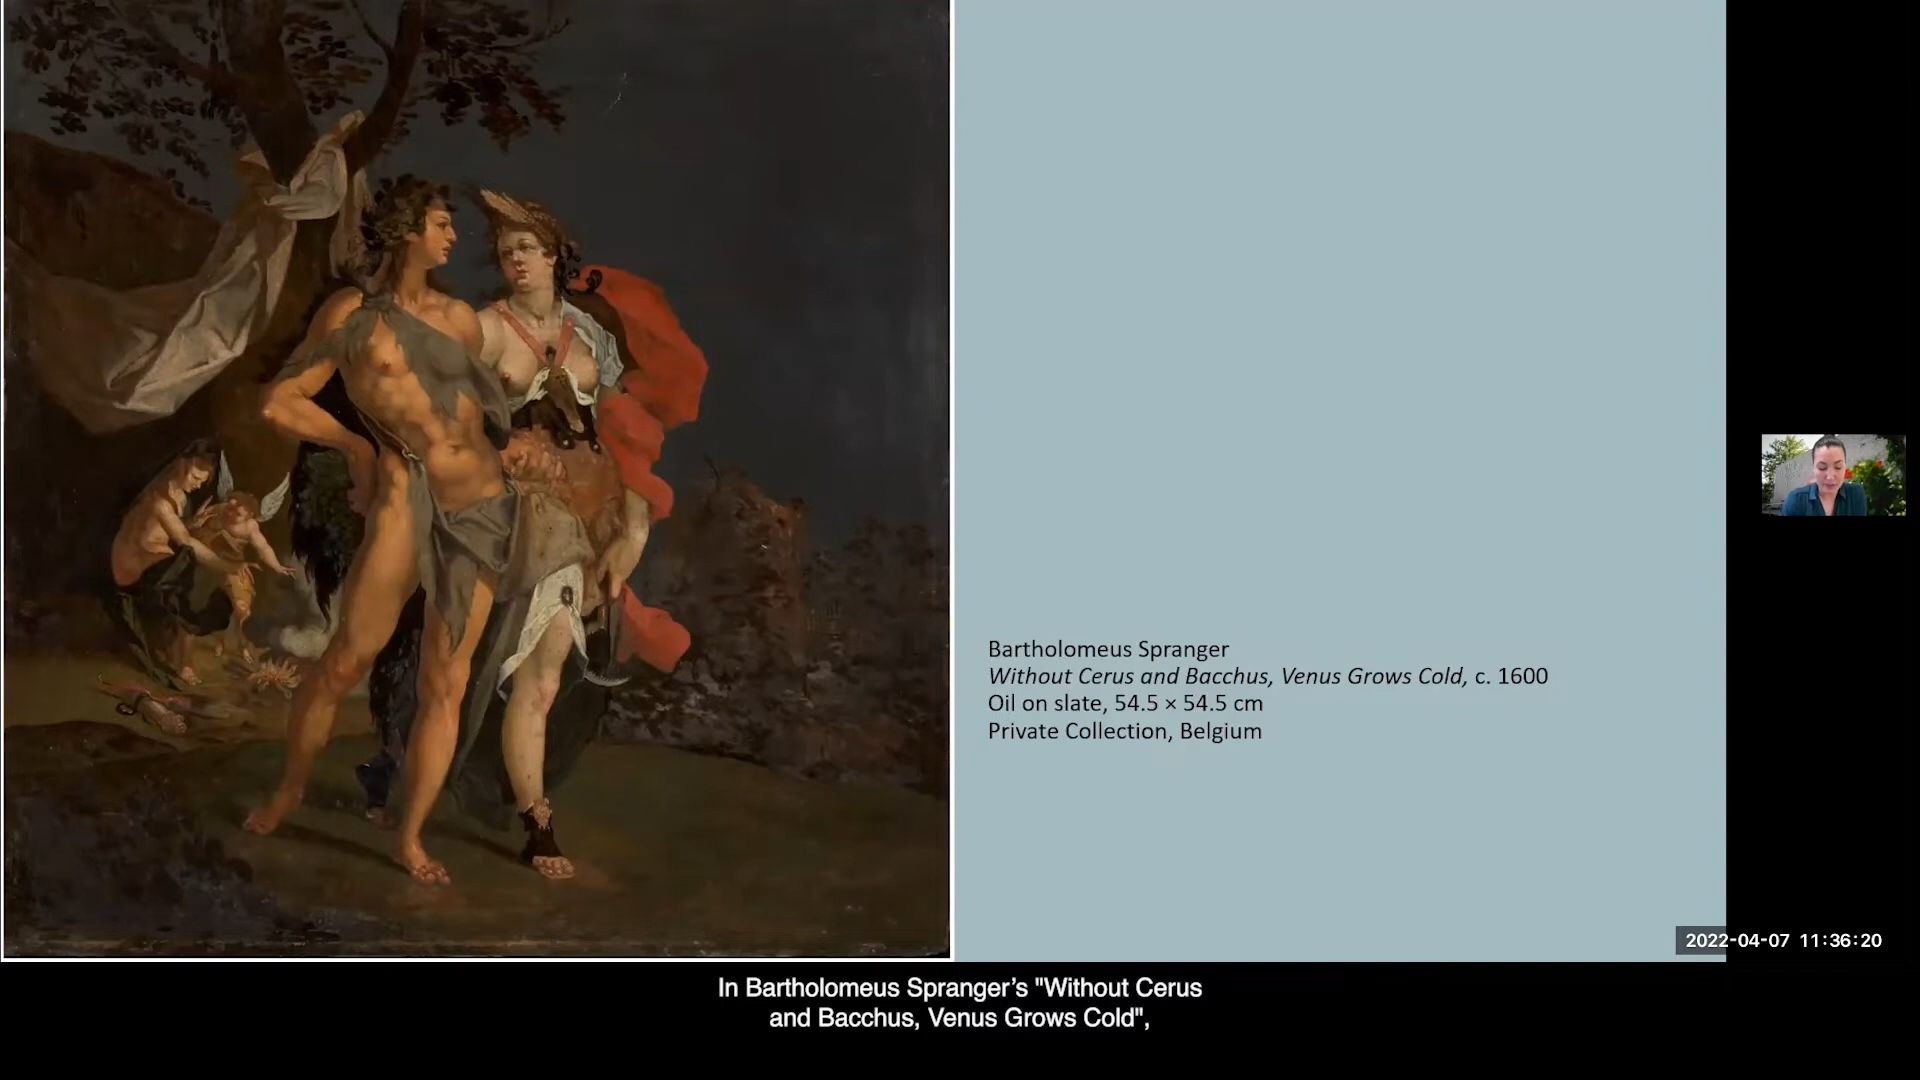 Bartholomeus Spranger
Without Cerus and Bacchus, Venus Grows Cold, c. 1600
Oil on slate, 54.5 × 54.5 cm
Private Collection, Belgium
2022-04-07 11:36:20
In Bartholomeus Spranger’s "Without Cerus
and Bacchus, Venus Grows Cold",